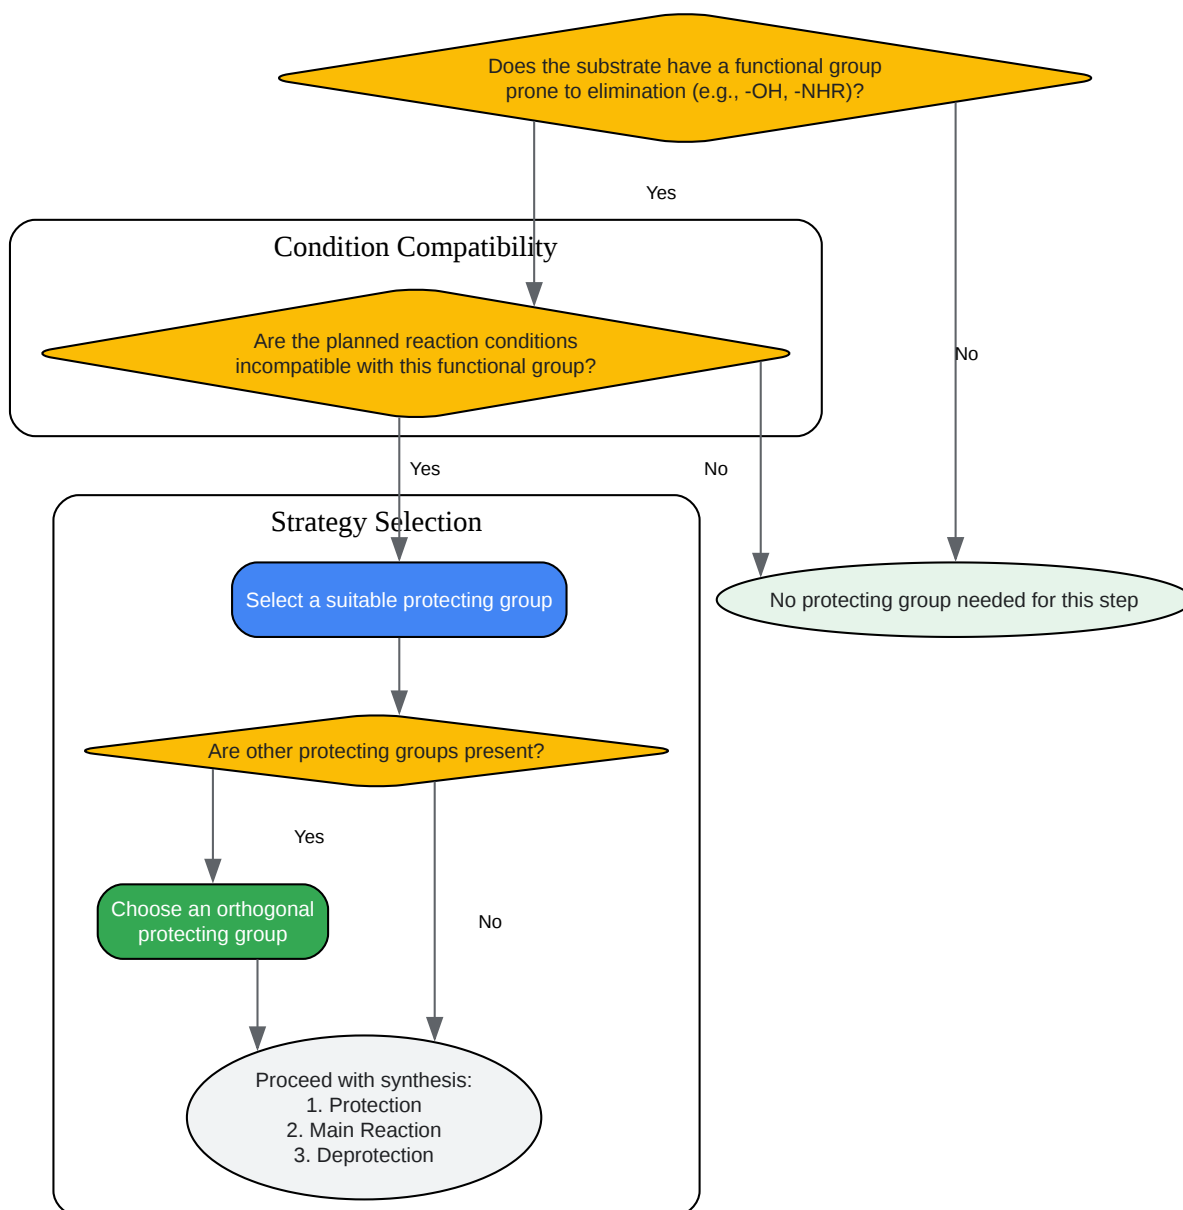 Does the substrate have a functional group
prone to elimination (e.g., -OH, -NHR)?
Yes
Condition Compatibility
Are the planned reaction conditions
incompatible with this functional group?
No
Yes
No
Strategy Selection
Select a suitable protecting group
No protecting group needed for this step
Are other protecting groups present?
Yes
Choose an orthogonal
protecting group
No
Proceed with synthesis:
1. Protection
2. Main Reaction
3. Deprotection